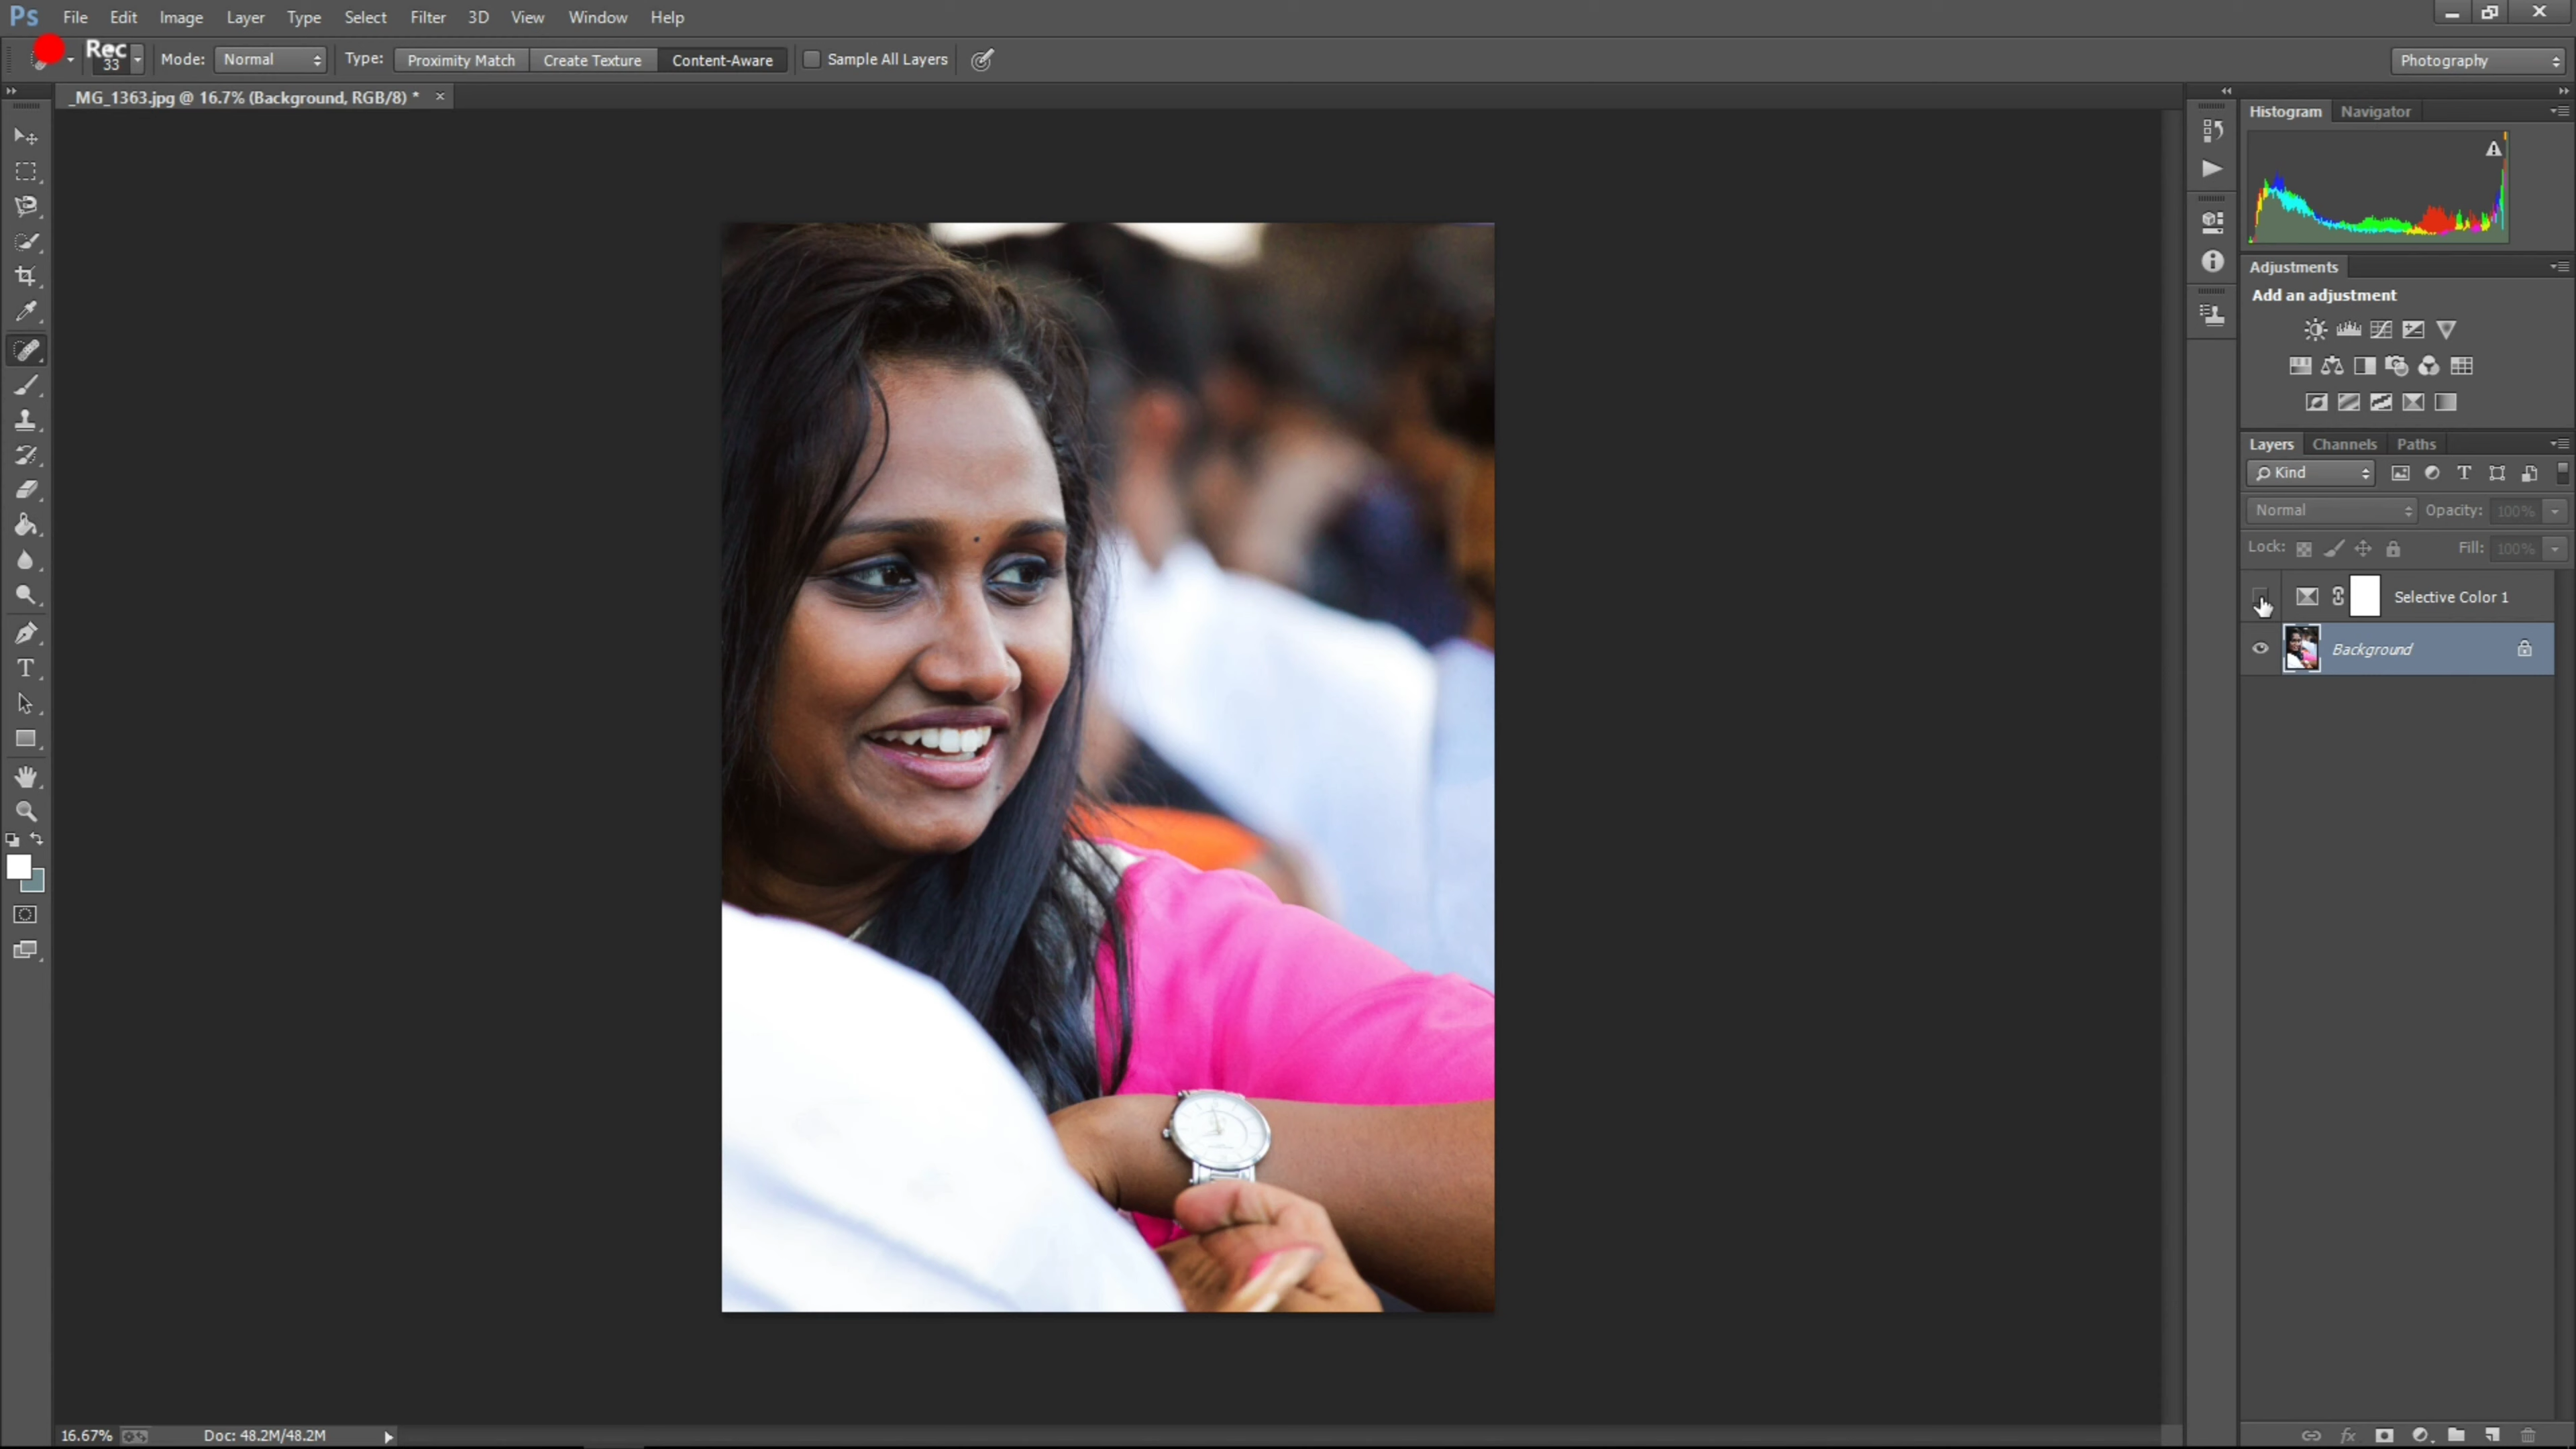 Ps File Edit Image Layer Type Select Filter 3D View Window Help
Rec
33 Mode: Normal Type: Proximity Match Create Texture Content-Aware Sample All Layers Photography
_MG_1363.jpg @ 16.7% (Background, RGB/8) * ×
Histogram Navigator
Adjustments
Add an adjustment
Layers Channels Paths
Kind
Normal Opacity: 100%
Lock: Fill: 100%
Selective Color 1
Background
T
16.67% Doc: 48.2M/48.2M
fx